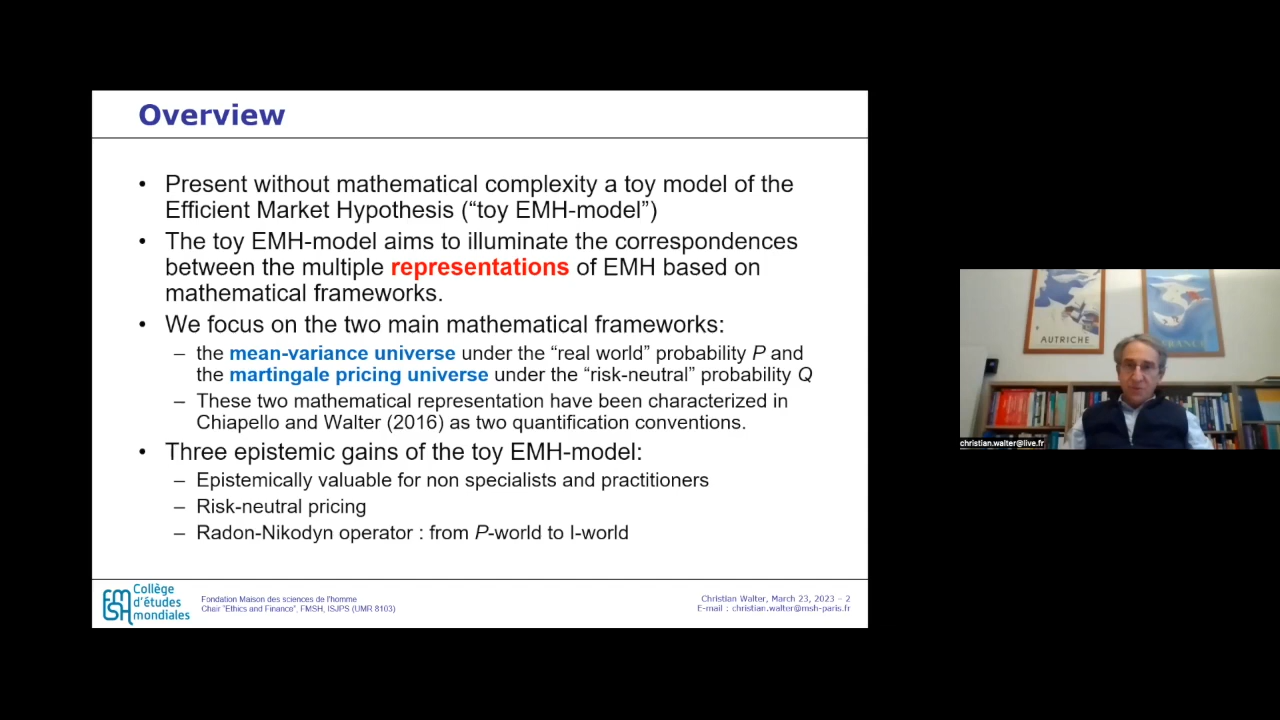 Overview
• Present without mathematical complexity a toy model of the
Efficient Market Hypothesis (“toy EMH-model”)
• The toy EMH-model aims to illuminate the correspondences
between the multiple representations of EMH based on
mathematical frameworks.
• We focus on the two main mathematical frameworks:
– the mean-variance universe under the “real world” probability P and
the martingale pricing universe under the “risk-neutral” probability Q
– These two mathematical representation have been characterized in
Chiapello and Walter (2016) as two quantification conventions.
• Three epistemic gains of the toy EMH-model:
– Epistemically valuable for non specialists and practitioners
– Risk-neutral pricing
– Radon-Nikodyn operator : from P-world to I-world
FMSH
Collège
d'études
mondiales
Fondation Maison des sciences de l'homme
Chair “Ethics and Finance”, FMSH, ISJPS (UMR 8103)
Christian Walter, March 23, 2023 - 2
E-mail : christian.walter@msh-paris.fr
AUTRICHE
FRANCE
christian.walter@live.fr